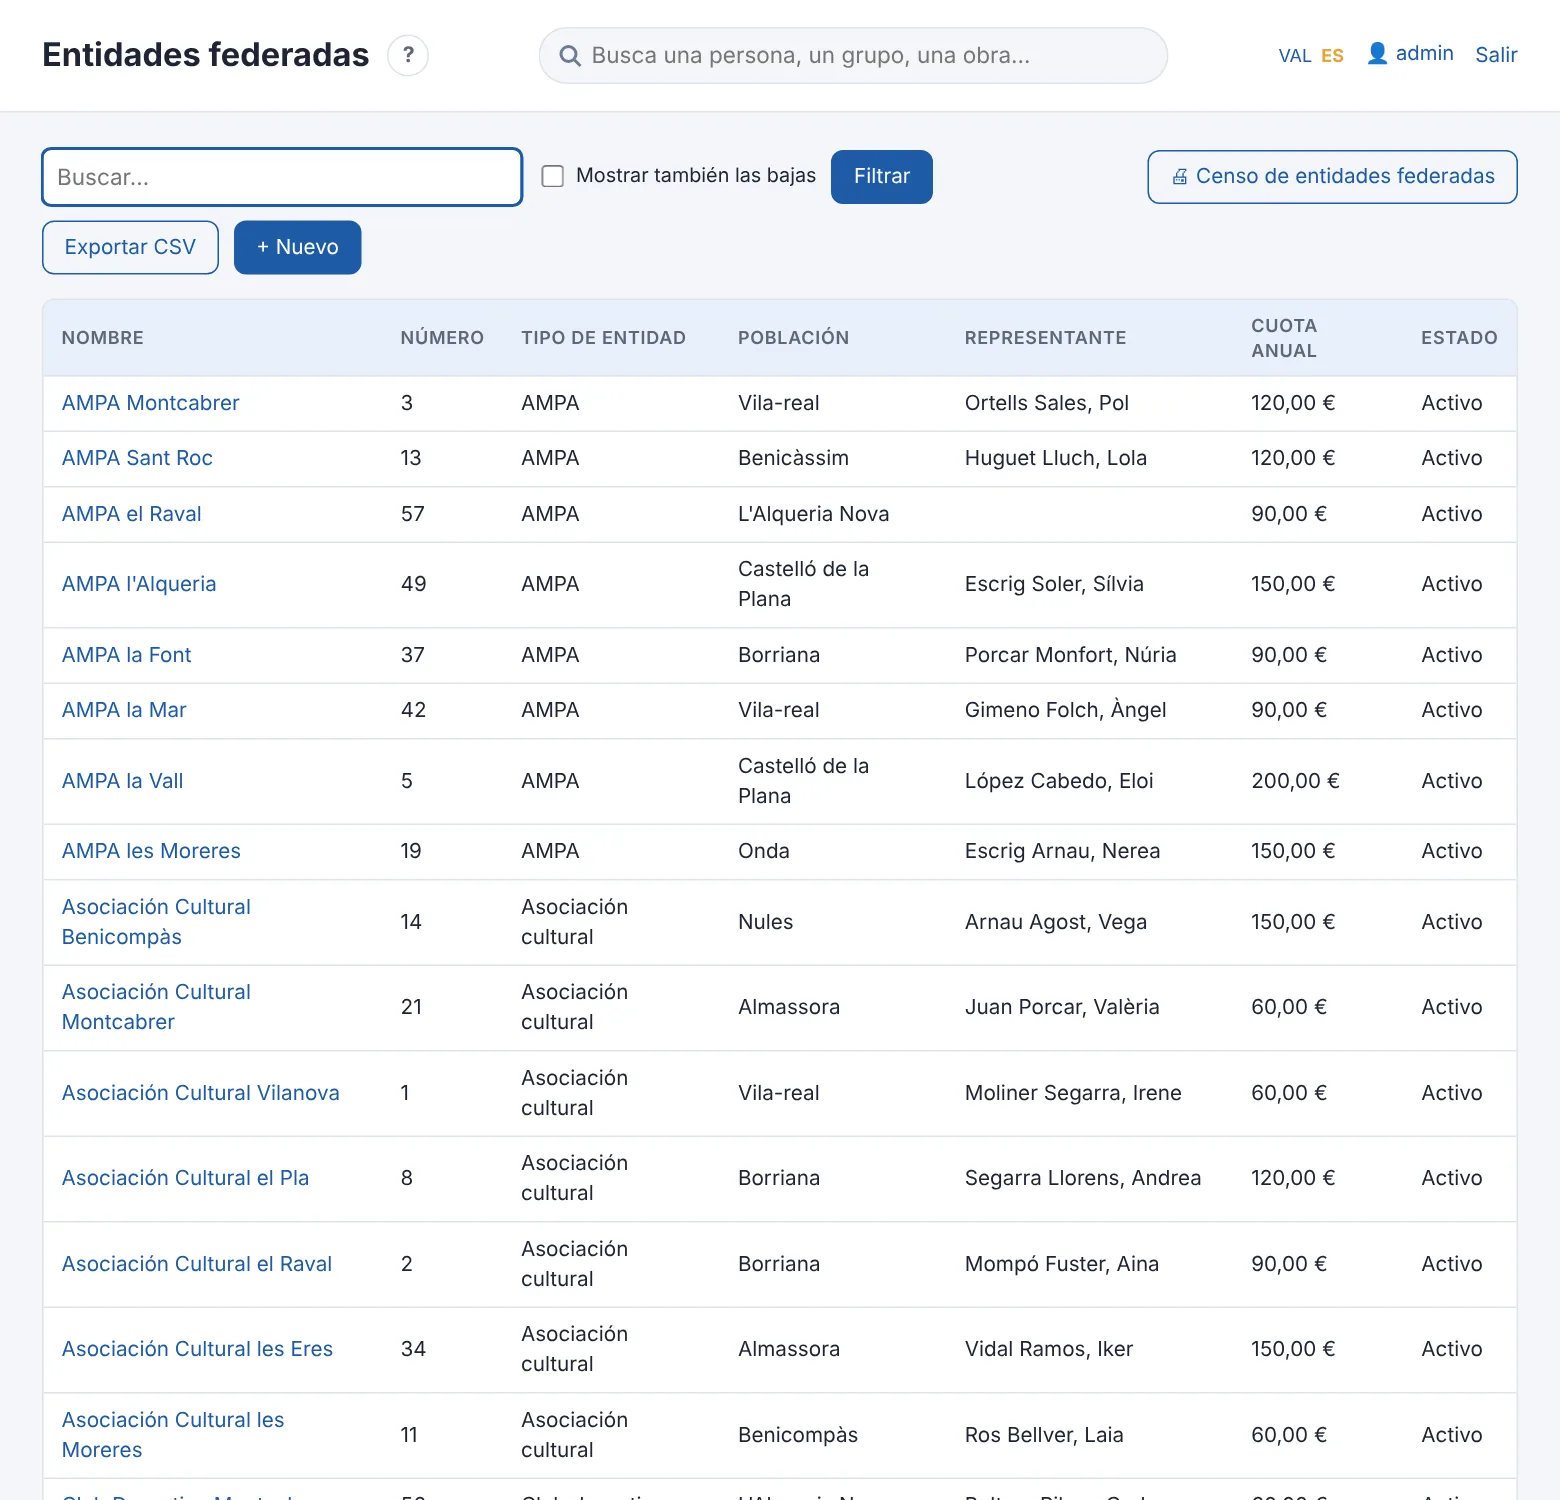 Entidades federadas ?
Busca una persona, un grupo, una obra...
VAL ES admin Salir
Buscar...
Mostrar también las bajas
Filtrar
Censo de entidades federadas
Exportar CSV
+ Nuevo
NOMBRE NÚMERO TIPO DE ENTIDAD POBLACIÓN REPRESENTANTE CUOTA ANUAL ESTADO
AMPA Montcabrer 3 AMPA Vila-real Ortells Sales, Pol 120,00 € Activo
AMPA Sant Roc 13 AMPA Benicàssim Huguet Lluch, Lola 120,00 € Activo
AMPA el Raval 57 AMPA L'Alqueria Nova 90,00 € Activo
AMPA l'Alqueria 49 AMPA Castelló de la Plana Escrig Soler, Sílvia 150,00 € Activo
AMPA la Font 37 AMPA Borriana Porcar Monfort, Núria 90,00 € Activo
AMPA la Mar 42 AMPA Vila-real Gimeno Folch, Àngel 90,00 € Activo
AMPA la Vall 5 AMPA Castelló de la Plana López Cabedo, Eloi 200,00 € Activo
AMPA les Moreres 19 AMPA Onda Escrig Arnau, Nerea 150,00 € Activo
Asociación Cultural Benicompàs 14 Asociación cultural Nules Arnau Agost, Vega 150,00 € Activo
Asociación Cultural Montcabrer 21 Asociación cultural Almassora Juan Porcar, Valèria 60,00 € Activo
Asociación Cultural Vilanova 1 Asociación cultural Vila-real Moliner Segarra, Irene 60,00 € Activo
Asociación Cultural el Pla 8 Asociación cultural Borriana Segarra Llorens, Andrea 120,00 € Activo
Asociación Cultural el Raval 2 Asociación cultural Borriana Mompó Fuster, Aina 90,00 € Activo
Asociación Cultural les Eres 34 Asociación cultural Almassora Vidal Ramos, Iker 150,00 € Activo
Asociación Cultural les Moreres 11 Asociación cultural Benicompàs Ros Bellver, Laia 60,00 € Activo